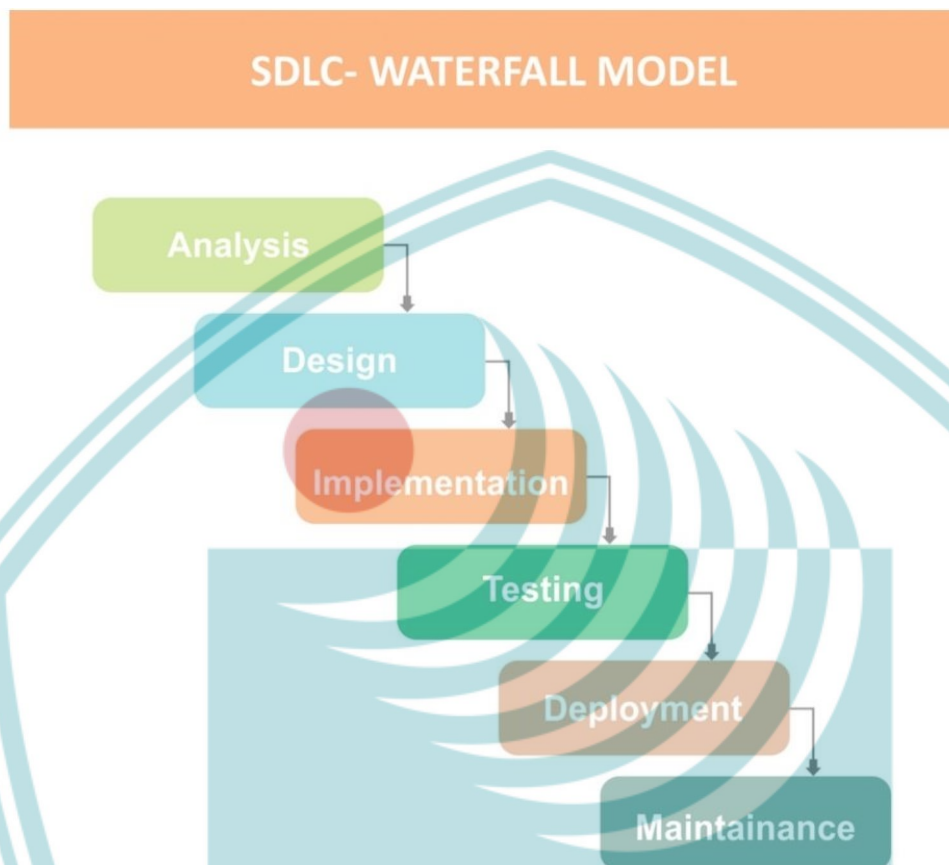 SDLC- WATERFALL MODEL
Analysis
Design
Implementation
Testing
Deployment
Maintainance